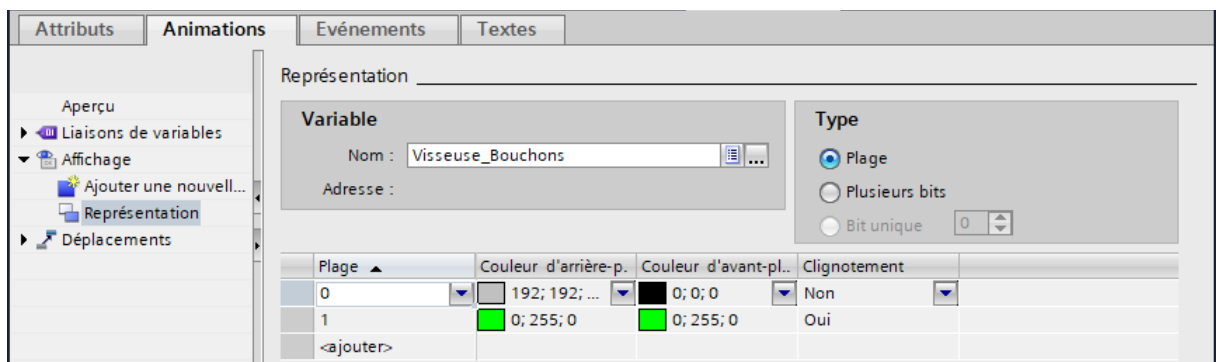 Attributs Animations Evénements Textes
Représentation
Aperçu
Liaisons de variables
Affichage
Ajouter une nouvell...
Représentation
Déplacements
Variable
Nom : Visseuse_Bouchons ...
Adresse :
Type
Plage
Plusieurs bits
Bit unique 0
Plage Couleur d'arrière-p. Couleur d'avant-pl.. Clignotement
0 192; 192; ... 0; 0; 0 Non
1 0; 255; 0 0; 255; 0 Oui
<ajouter>